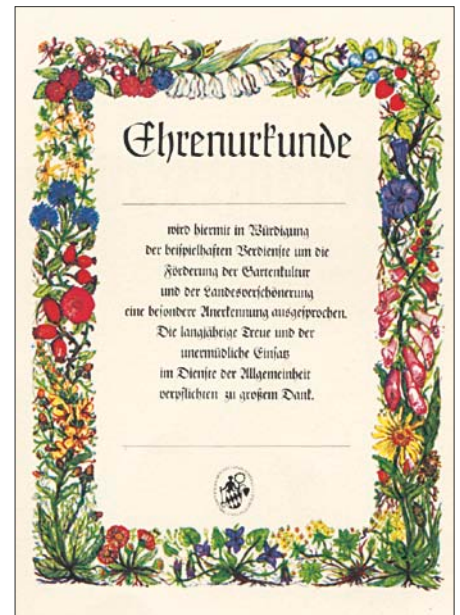 Ehrenurkunde
wird hiermit in Würdigung
der beispielhaften Verdienste um die
Förderung der Gartenkultur
und der Landesverschönerung
eine besondere Anerkennung ausgesprochen.
Die langjährige Treue und der
unermüdliche Einsatz
im Dienste der Allgemeinheit
verpflichten zu großem Dank.